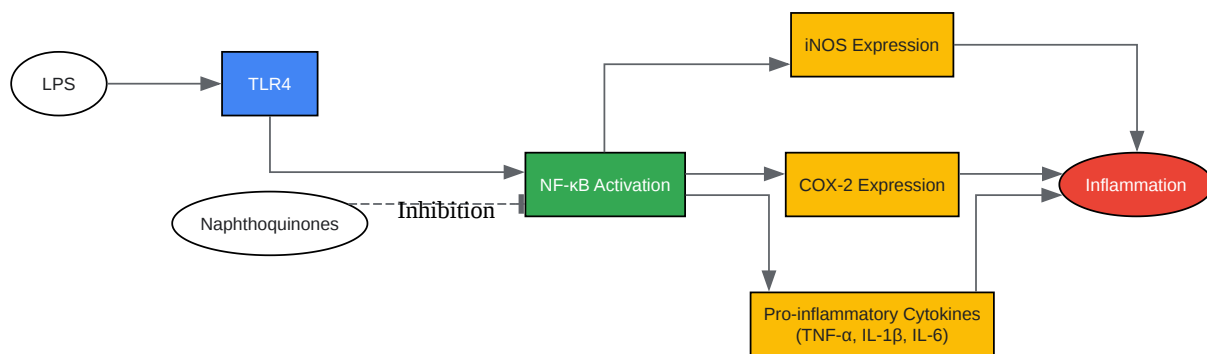 LPS
TLR4
Naphthoquinones
Inhibition
NF-κB Activation
iNOS Expression
COX-2 Expression
Pro-inflammatory Cytokines
(TNF-α, IL-1β, IL-6)
Inflammation